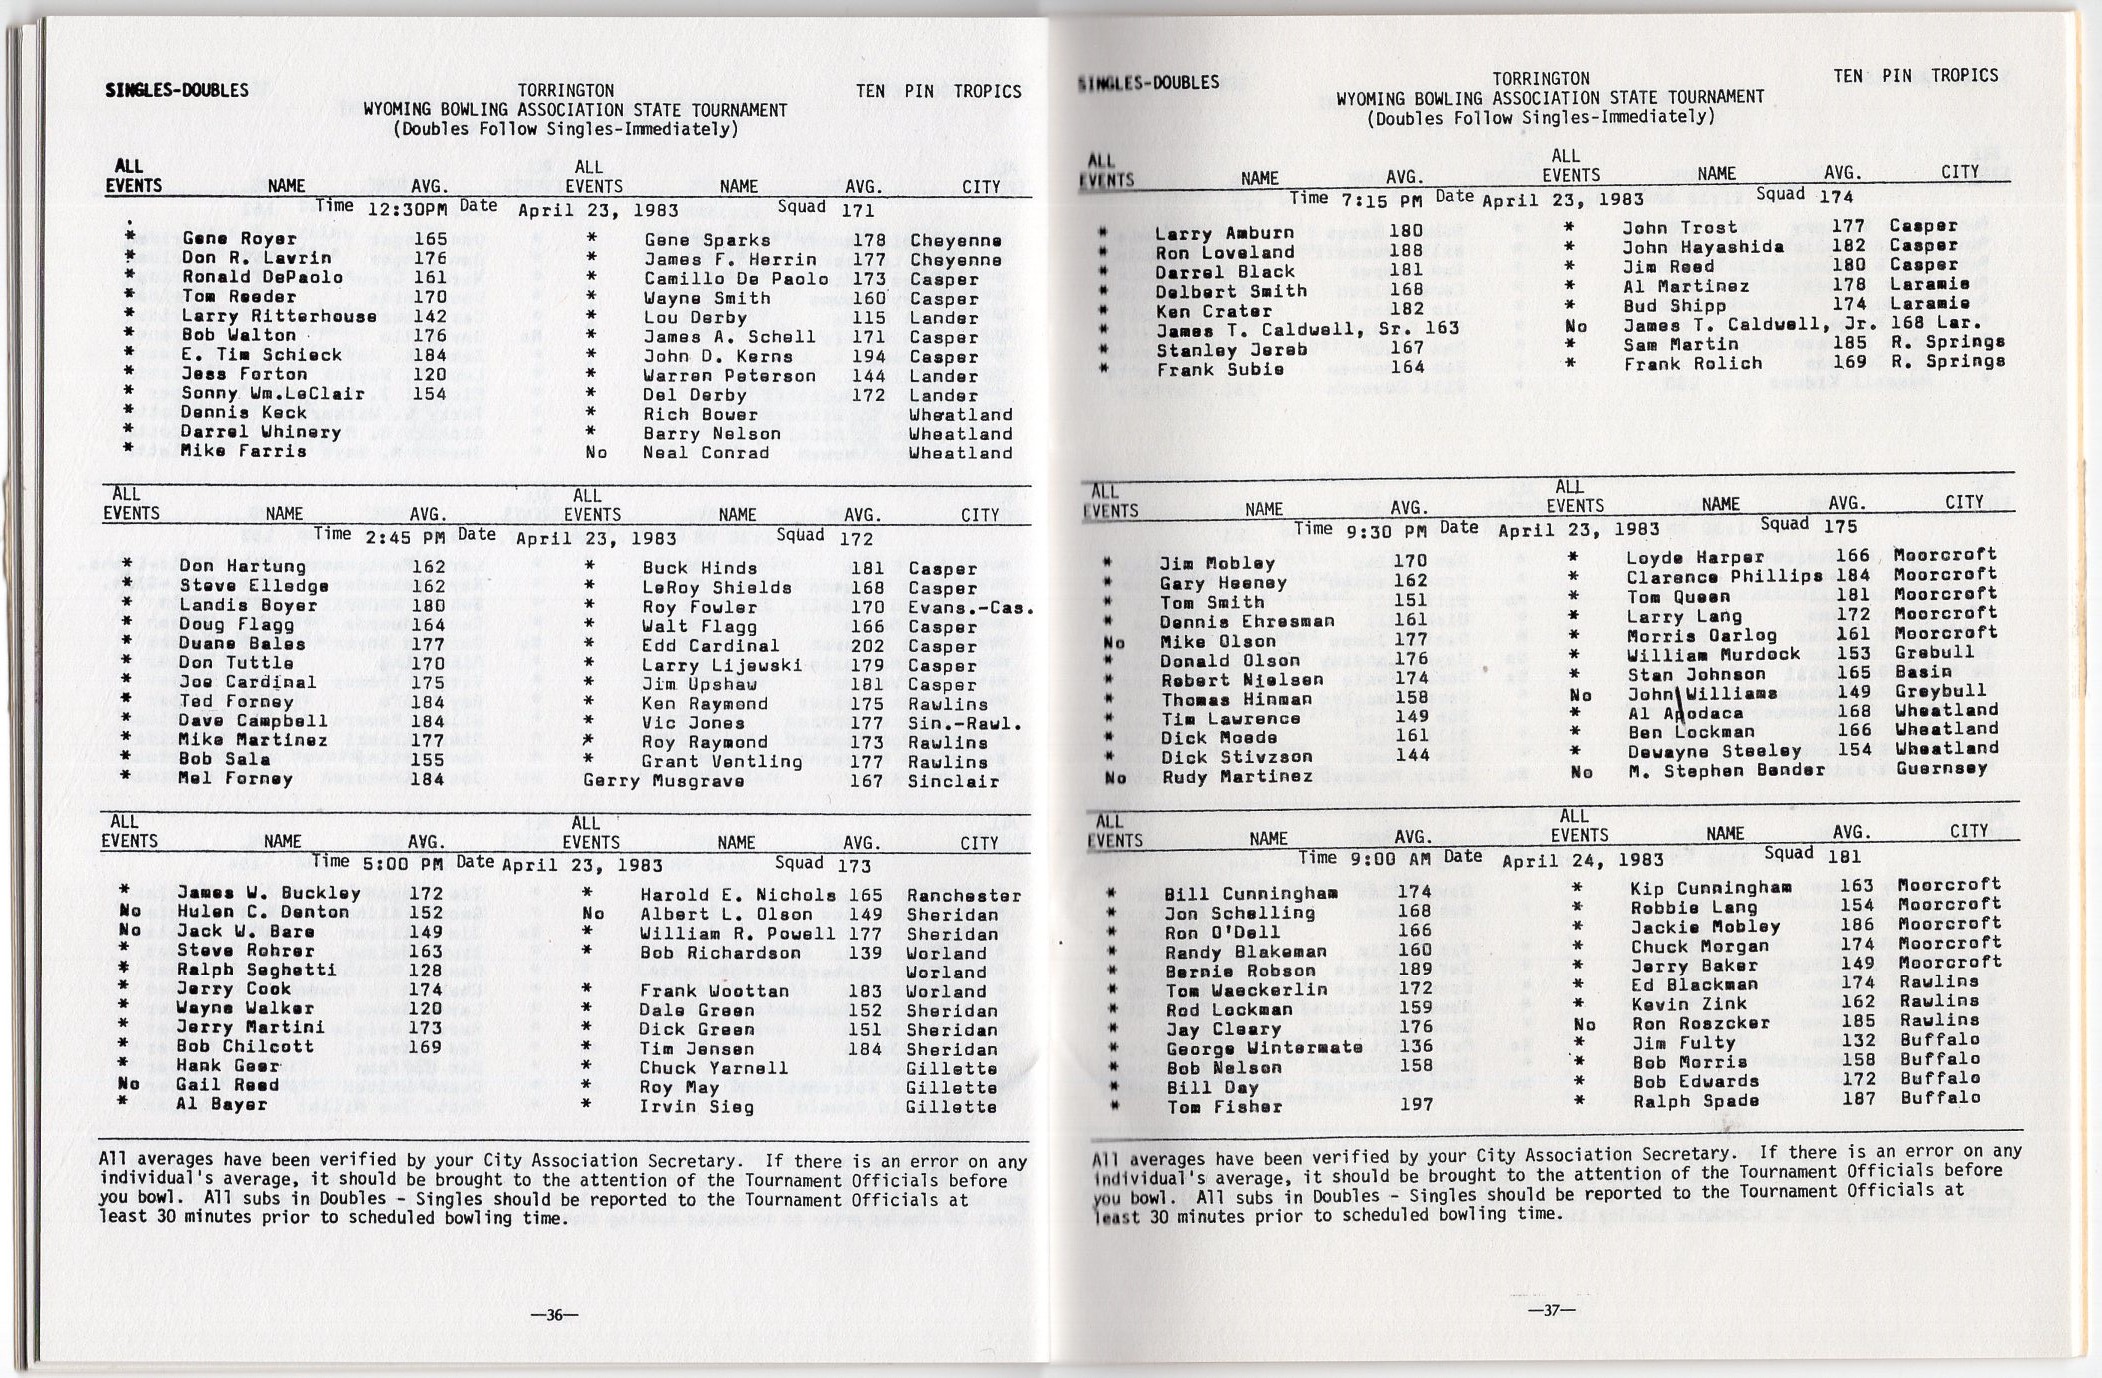 SINGLES-DOUBLES TORRINGTON TEN PIN TROPICS
WYOMING BOWLING ASSOCIATION STATE TOURNAMENT
(Doubles Follow Singles-Immediately)
ALL ALL
EVENTS NAME AVG. EVENTS NAME AVG. CITY
Time 12:30PM Date April 23, 1983 Squad 171
* Gene Royer 165 * Gene Sparks 178 Cheyenne
* Don R. Lavrin 176 * James F. Herrin 177 Cheyenne
* Ronald DePaolo 161 * Camillo De Paolo 173 Casper
* Tom Reeder 170 * Wayne Smith 160 Casper
* Larry Ritterhouse 142 * Lou Derby 115 Lander
* Bob Walton 176 * James A. Schell 171 Casper
* E. Tim Schieck 184 * John D. Kerns 194 Casper
* Jess Forton 120 * Warren Peterson 144 Lander
* Sonny Wm.LeClair 154 * Del Derby 172 Lander
* Dennis Keck * Rich Bower Wheatland
* Darrel Whinery * Barry Nelson Wheatland
* Mike Farris No Neal Conrad Wheatland
ALL ALL
EVENTS NAME AVG. EVENTS NAME AVG. CITY
Time 2:45 PM Date April 23, 1983 Squad 172
* Don Hartung 162 * Buck Hinds 181 Casper
* Steve Elledge 162 * LeRoy Shields 168 Casper
* Landis Boyer 180 * Roy Fowler 170 Evans.-Cas.
* Doug Flagg 164 * Walt Flagg 166 Casper
* Duane Bales 177 * Edd Cardinal 202 Casper
* Don Tuttle 170 * Larry Lijewski 179 Casper
* Joe Cardinal 175 * Jim Upshaw 181 Casper
* Ted Forney 184 * Ken Raymond 175 Rawlins
* Dave Campbell 184 * Vic Jones 177 Sin.-Rawl.
* Mike Martinez 177 * Roy Raymond 173 Rawlins
* Bob Sala 155 * Grant Ventling 177 Rawlins
* Mel Forney 184 Gerry Musgrave 167 Sinclair
ALL ALL
EVENTS NAME AVG. EVENTS NAME AVG. CITY
Time 5:00 PM Date April 23, 1983 Squad 173
* James W. Buckley 172 * Harold E. Nichols 165 Ranchester
No Hulen C. Denton 152 No Albert L. Olson 149 Sheridan
No Jack W. Bare 149 * William R. Powell 177 Sheridan
* Steve Rohrer 163 * Bob Richardson 139 Worland
* Ralph Seghetti 128 Worland
* Jerry Cook 174 * Frank Woottan 183 Worland
* Wayne Walker 120 * Dale Green 152 Sheridan
* Jerry Martini 173 * Dick Green 151 Sheridan
* Bob Chilcott 169 * Tim Jensen 184 Sheridan
* Hank Geer * Chuck Yarnell Gillette
No Gail Reed * Roy May Gillette
* Al Bayer * Irvin Sieg Gillette
All averages have been verified by your City Association Secretary. If there is an error on any
individual's average, it should be brought to the attention of the Tournament Officials before
you bowl. All subs in Doubles - Singles should be reported to the Tournament Officials at
least 30 minutes prior to scheduled bowling time.
—36—
SINGLES-DOUBLES TORRINGTON TEN PIN TROPICS
WYOMING BOWLING ASSOCIATION STATE TOURNAMENT
(Doubles Follow Singles-Immediately)
ALL ALL
EVENTS NAME AVG. EVENTS NAME AVG. CITY
Time 7:15 PM Date April 23, 1983 Squad 174
* Larry Amburn 180 * John Trost 177 Casper
* Ron Loveland 188 * John Hayashida 182 Casper
* Darrel Black 181 * Jim Reed 180 Casper
* Delbert Smith 168 * Al Martinez 178 Laramie
* Ken Crater 182 * Bud Shipp 174 Laramie
* James T. Caldwell, Sr. 163 No James T. Caldwell, Jr. 168 Lar.
* Stanley Jereb 167 * Sam Martin 185 R. Springs
* Frank Subie 164 * Frank Rolich 169 R. Springs
ALL ALL
EVENTS NAME AVG. EVENTS NAME AVG. CITY
Time 9:30 PM Date April 23, 1983 Squad 175
* Jim Mobley 170 * Loyde Harper 166 Moorcroft
* Gary Heeney 162 * Clarence Phillips 184 Moorcroft
* Tom Smith 151 * Tom Queen 181 Moorcroft
* Dennis Ehresman 161 * Larry Lang 172 Moorcroft
No Mike Olson 177 * Morris Oarlog 161 Moorcroft
* Donald Olson 176 * William Murdock 153 Grebull
* Robert Nielsen 174 * Stan Johnson 165 Basin
* Thomas Hinman 158 No John Williams 149 Greybull
* Tim Lawrence 149 * Al Apodaca 168 Wheatland
* Dick Moede 161 * Ben Lockman 166 Wheatland
* Dick Stivzson 144 * Dewayne Steeley 154 Wheatland
No Rudy Martinez No M. Stephen Bender Guernsey
ALL ALL
EVENTS NAME AVG. EVENTS NAME AVG. CITY
Time 9:00 AM Date April 24, 1983 Squad 181
* Bill Cunningham 174 * Kip Cunningham 163 Moorcroft
* Jon Schelling 168 * Robbie Lang 154 Moorcroft
* Ron O'Dell 166 * Jackie Mobley 186 Moorcroft
* Randy Blakeman 160 * Chuck Morgan 174 Moorcroft
* Bernie Robson 189 * Jerry Baker 149 Moorcroft
* Tom Waeckerlin 172 * Ed Blackman 174 Rawlins
* Rod Lockman 159 * Kevin Zink 162 Rawlins
* Jay Cleary 176 No Ron Roszcker 185 Rawlins
* George Wintermate 136 * Jim Fulty 132 Buffalo
* Bob Nelson 158 * Bob Morris 158 Buffalo
* Bill Day * Bob Edwards 172 Buffalo
* Tom Fisher 197 * Ralph Spade 187 Buffalo
All averages have been verified by your City Association Secretary. If there is an error on any
individual's average, it should be brought to the attention of the Tournament Officials before
you bowl. All subs in Doubles - Singles should be reported to the Tournament Officials at
least 30 minutes prior to scheduled bowling time.
—37—